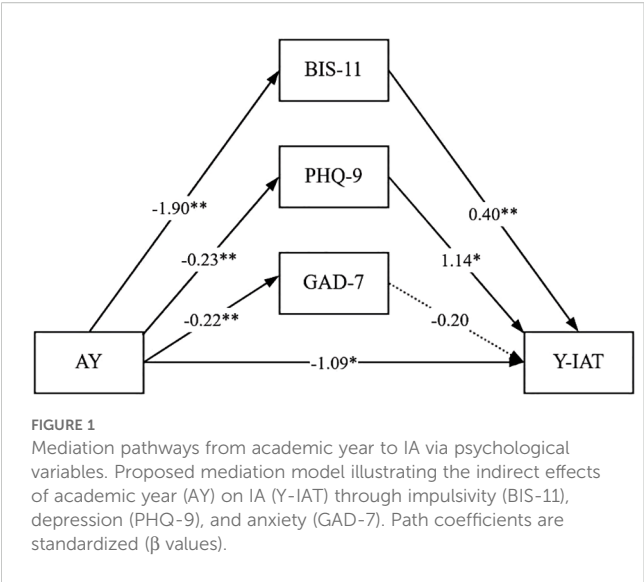 BIS-11
PHQ-9
-1.90**
0.40**
-0.23**
1.14*
GAD-7
-0.22**
-0.20
AY
-1.09*
Y-IAT
FIGURE 1
Mediation pathways from academic year to IA via psychological
variables. Proposed mediation model illustrating the indirect effects
of academic year (AY) on IA (Y-IAT) through impulsivity (BIS-11),
depression (PHQ-9), and anxiety (GAD-7). Path coefficients are
standardized (β values).